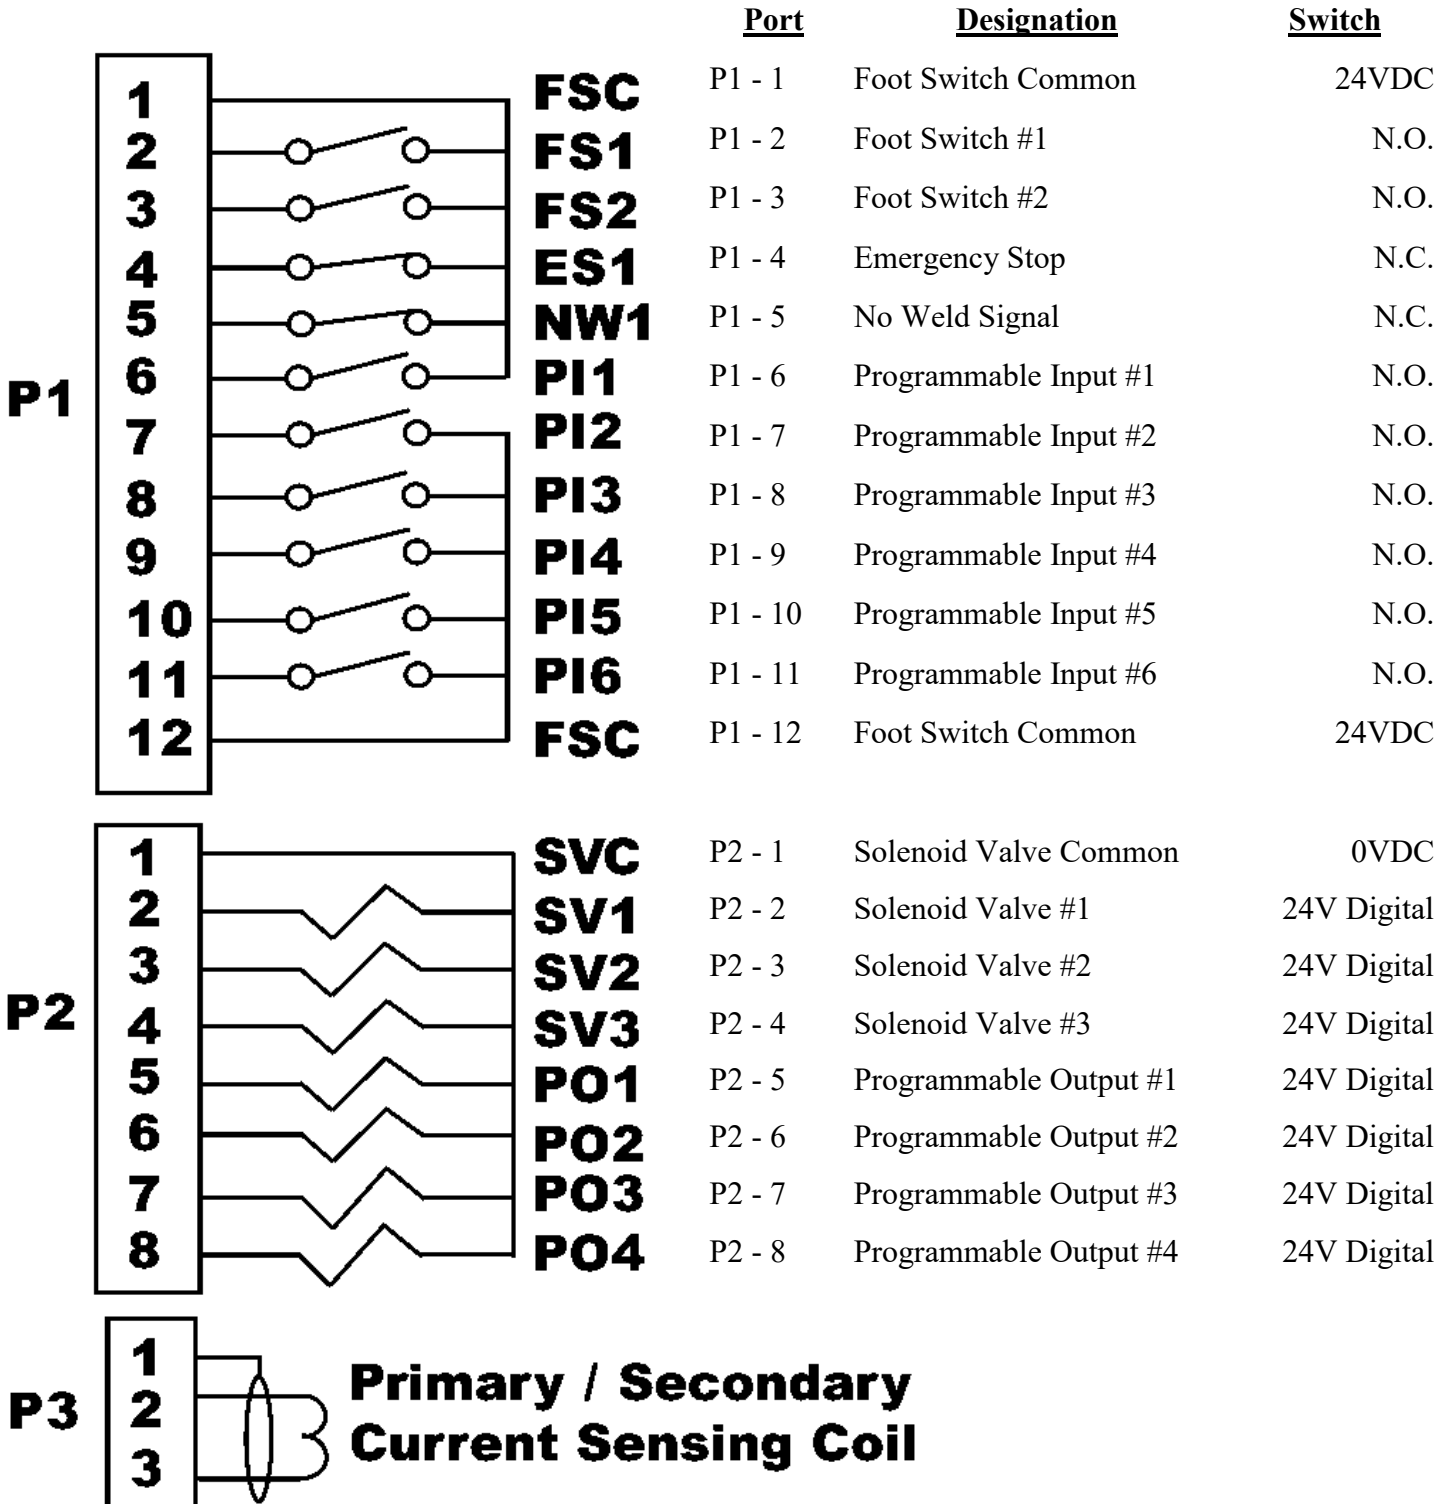 Port Designation Switch
1 FSC P1 - 1 Foot Switch Common 24VDC
2 FS1 P1 - 2 Foot Switch #1 N.O.
3 FS2 P1 - 3 Foot Switch #2 N.O.
4 ES1 P1 - 4 Emergency Stop N.C.
5 NW1 P1 - 5 No Weld Signal N.C.
6 PI1 P1 - 6 Programmable Input #1 N.O.
P1
7 PI2 P1 - 7 Programmable Input #2 N.O.
8 PI3 P1 - 8 Programmable Input #3 N.O.
9 PI4 P1 - 9 Programmable Input #4 N.O.
10 PI5 P1 - 10 Programmable Input #5 N.O.
11 PI6 P1 - 11 Programmable Input #6 N.O.
12 FSC P1 - 12 Foot Switch Common 24VDC
1 SVC P2 - 1 Solenoid Valve Common 0VDC
2 SV1 P2 - 2 Solenoid Valve #1 24V Digital
3 SV2 P2 - 3 Solenoid Valve #2 24V Digital
P2
4 SV3 P2 - 4 Solenoid Valve #3 24V Digital
5 PO1 P2 - 5 Programmable Output #1 24V Digital
6 PO2 P2 - 6 Programmable Output #2 24V Digital
7 PO3 P2 - 7 Programmable Output #3 24V Digital
8 PO4 P2 - 8 Programmable Output #4 24V Digital
1
P3 2 Primary / Secondary
3 Current Sensing Coil